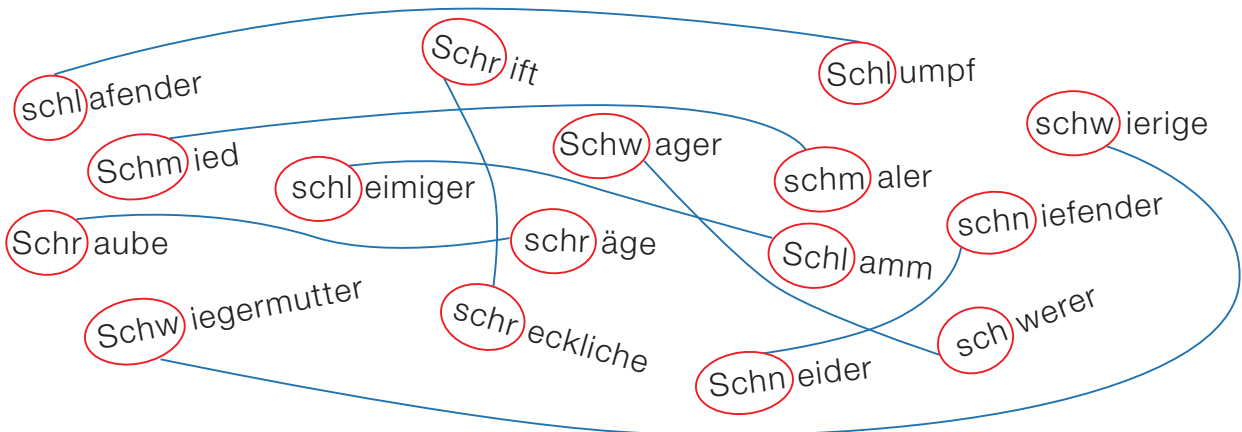 schlafender
Schrift
Schlumpf
Schmied
schleimiger
Schwager
schmaler
schwierige
Schraube
schräge
Schlamm
schniefender
Schwiegermutter
schreckliche
Schneider
schwerer